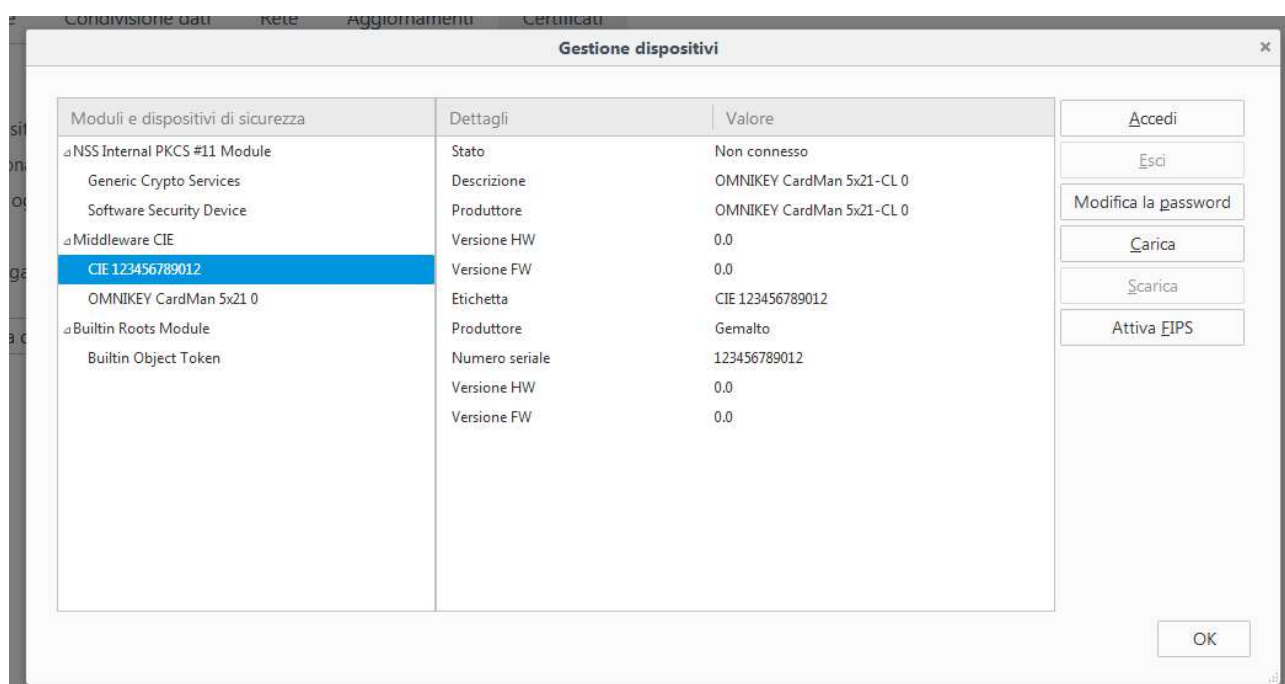 Condivisione dati Rete Aggiornamenti Certificati
Gestione dispositivi
Moduli e dispositivi di sicurezza Dettagli Valore Accedi
NSS Internal PKCS #11 Module Stato Non connesso Esci
Generic Crypto Services Descrizione OMNIKEY CardMan 5x21-CL 0
Software Security Device Produttore OMNIKEY CardMan 5x21-CL 0 Modifica la password
Middleware CIE Versione HW 0.0 Carica
CIE 123456789012 Versione FW 0.0
OMNIKEY CardMan 5x21 0 Etichetta CIE 123456789012 Scarica
Builtin Roots Module Produttore Gemalto Attiva FIPS
Builtin Object Token Numero seriale 123456789012
Versione HW 0.0
Versione FW 0.0
OK